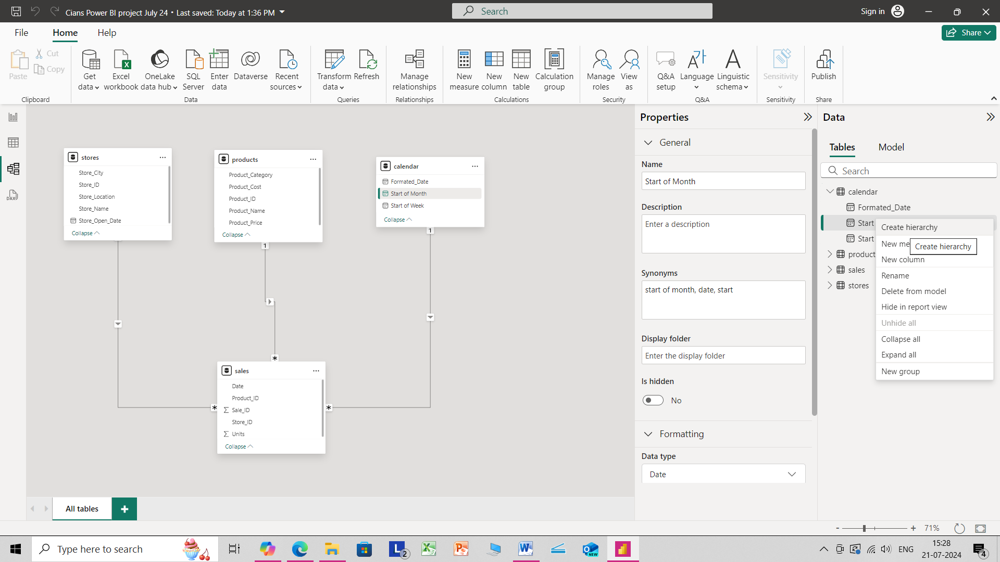 Cians Power BI project July 24 • Last saved: Today at 1:36 PM
Search
Sign in
File
Home
Help
Share
Paste
Cut
Copy
Clipboard
Get data
Excel workbook
OneLake data hub
SQL Server
Enter data
Dataverse
Recent sources
Data
Transform data
Refresh
Queries
Manage relationships
Relationships
New measure
New column
New table
Calculation group
Calculations
Manage roles
View as
Security
Q&A setup
Language
Linguistic schema
Q&A
Sensitivity
Sensitivity
Publish
Share
DAX
stores
Store_City
Store_ID
Store_Location
Store_Name
Store_Open_Date
Collapse
products
Product_Category
Product_Cost
Product_ID
Product_Name
Product_Price
Collapse
1
calendar
Formated_Date
Start of Month
Start of Week
Collapse
1
*
sales
Date
Product_ID
Sale_ID
Store_ID
Units
Collapse
*
*
All tables
+
Properties
General
Name
Start of Month
Description
Enter a description
Synonyms
start of month, date, start
Display folder
Enter the display folder
Is hidden
No
Formatting
Data type
Date
Data
Tables
Model
Search
calendar
Formated_Date
Start
Start
product
sales
stores
Create hierarchy
New me
Create hierarchy
New column
Rename
Delete from model
Hide in report view
Unhide all
Collapse all
Expand all
New group
- + 71%
Type here to search
L 2
NEW
ENG
15:28
21-07-2024
4